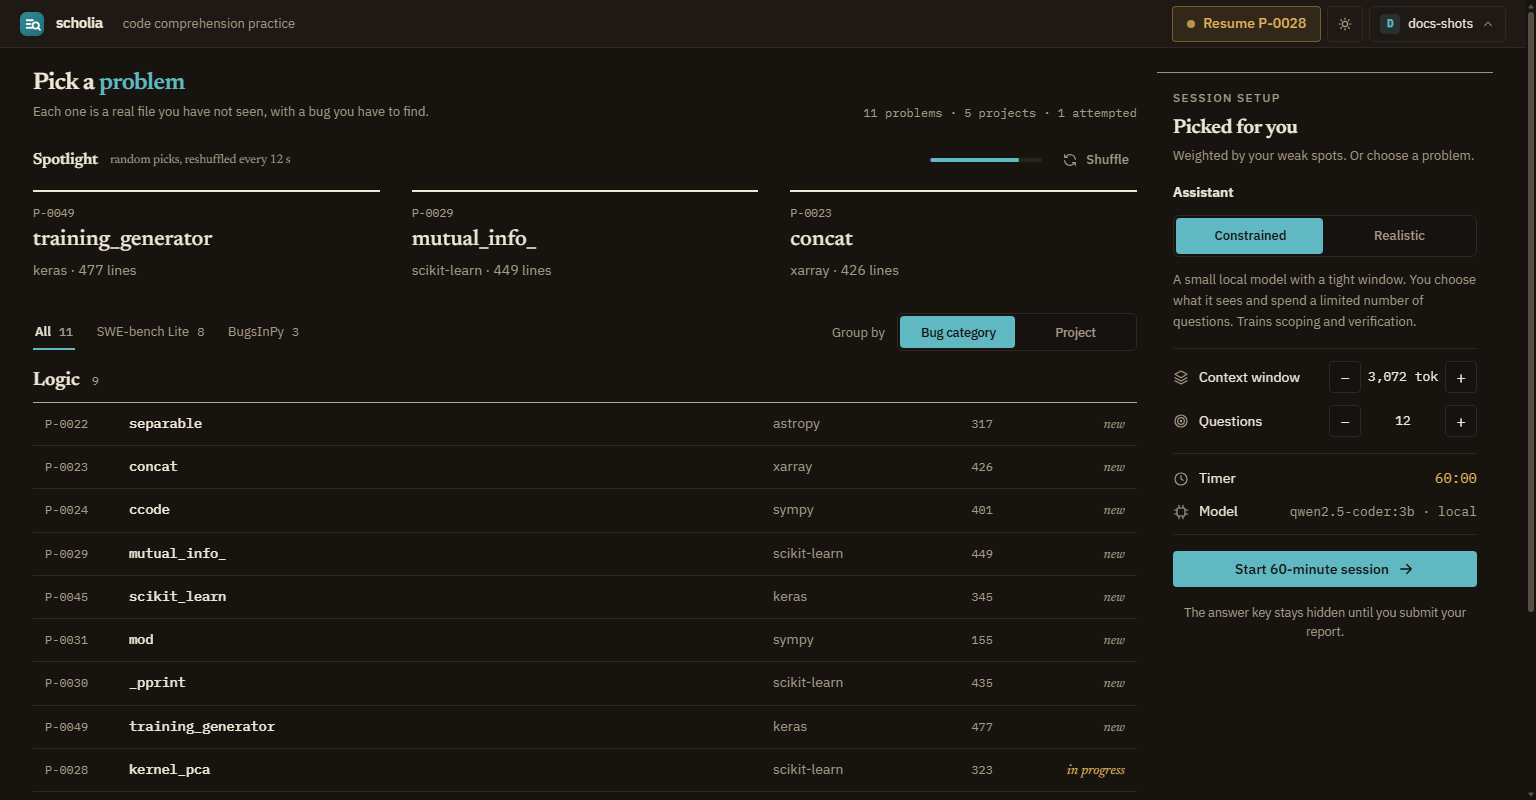 scholia code comprehension practice
Resume P-0028
D docs-shots
Pick a problem
Each one is a real file you have not seen, with a bug you have to find.
11 problems · 5 projects · 1 attempted
Spotlight random picks, reshuffled every 12 s
Shuffle
P-0049
training_generator
keras · 477 lines
P-0029
mutual_info_
scikit-learn · 449 lines
P-0023
concat
xarray · 426 lines
All 11 SWE-bench Lite 8 BugsInPy 3
Group by Bug category Project
Logic 9
P-0022 separable astropy 317 new
P-0023 concat xarray 426 new
P-0024 ccode sympy 401 new
P-0029 mutual_info_ scikit-learn 449 new
P-0045 scikit_learn keras 345 new
P-0031 mod sympy 155 new
P-0030 _pprint scikit-learn 435 new
P-0049 training_generator keras 477 new
P-0028 kernel_pca scikit-learn 323 in progress
SESSION SETUP
Picked for you
Weighted by your weak spots. Or choose a problem.
Assistant
Constrained Realistic
A small local model with a tight window. You choose
what it sees and spend a limited number of
questions. Trains scoping and verification.
Context window − 3,072 tok +
Questions − 12 +
Timer 60:00
Model qwen2.5-coder:3b · local
Start 60-minute session →
The answer key stays hidden until you submit your
report.